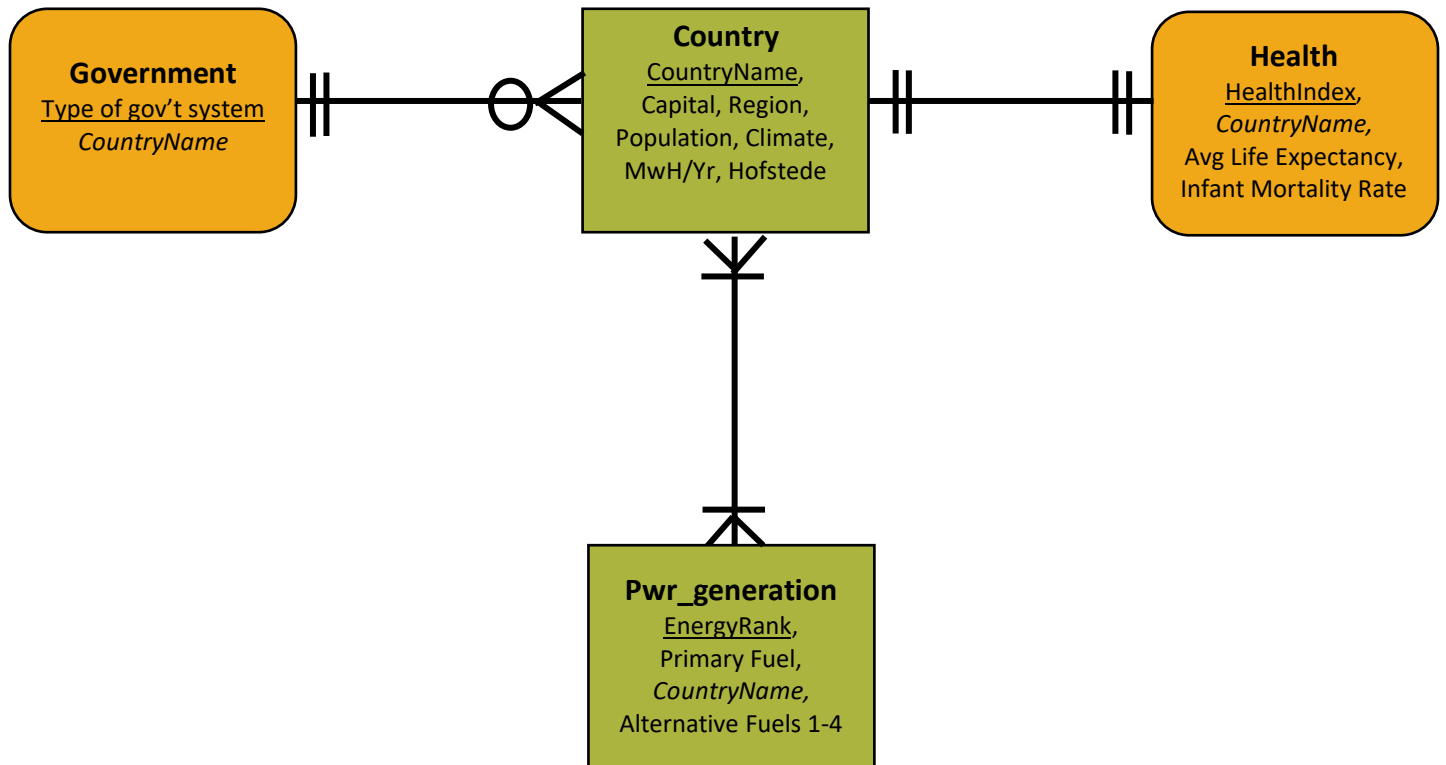 Government
Type of gov't system
CountryName
Country
CountryName,
Capital, Region,
Population, Climate,
MwH/Yr, Hofstede
Health
HealthIndex,
CountryName,
Avg Life Expectancy,
Infant Mortality Rate
Pwr_generation
EnergyRank,
Primary Fuel,
CountryName,
Alternative Fuels 1-4